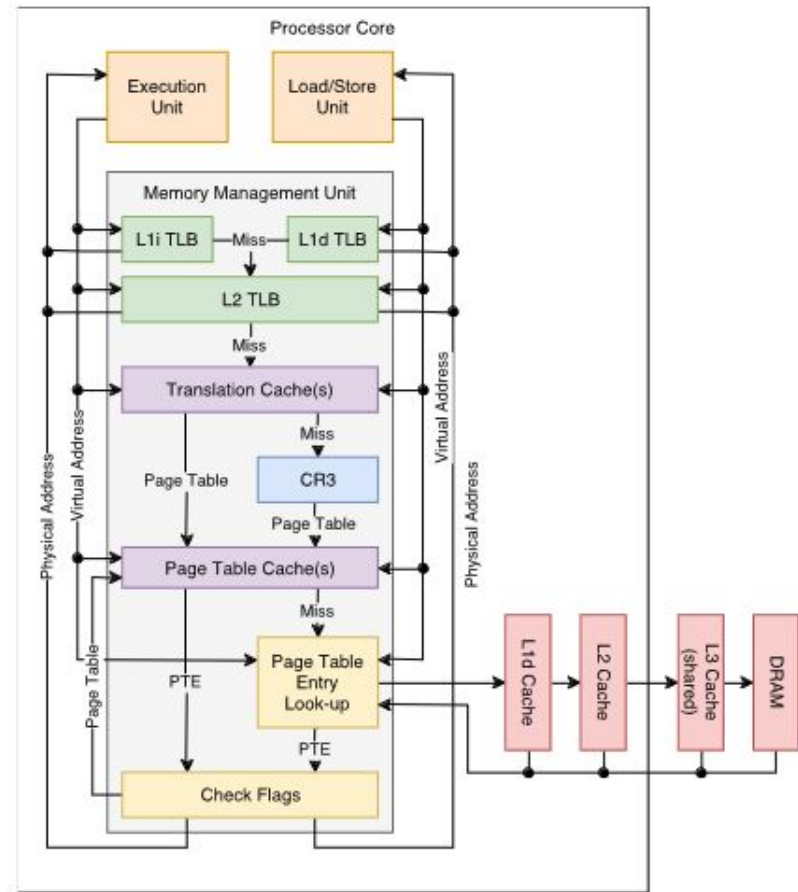 Processor Core
Execution
Unit
Load/Store
Unit
Memory Management Unit
L1i TLB
Miss
L1d TLB
L2 TLB
Miss
Translation Cache(s)
Miss
CR3
Page Table
Page Table
Page Table Cache(s)
Miss
Page Table
Entry
Look-up
PTE
PTE
Check Flags
Physical Address
Virtual Address
Page Table
Virtual Address
Physical Address
L1d Cache
L2 Cache
L3 Cache
(shared)
DRAM